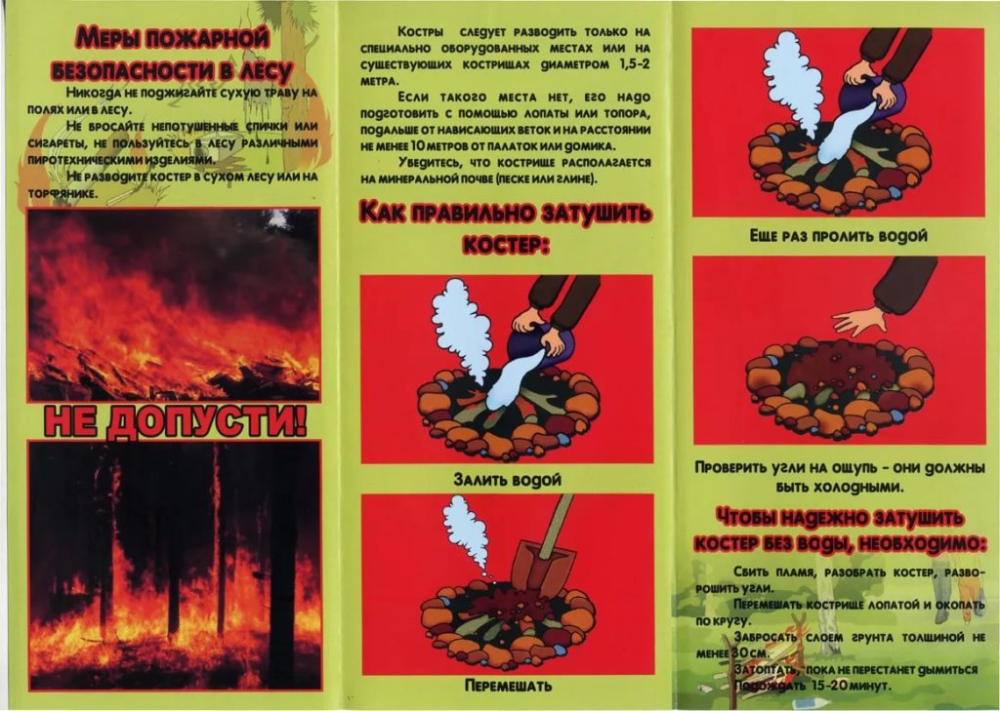 Меры пожарной
безопасности в лесу
Никогда не поджигайте сухую траву на
полях или в лесу.
Не бросайте непотушенные спички или
сигареты, не пользуйтесь в лесу различными
пиротехническими изделиями.
Не разводите костер в сухом лесу или на
торфянике.
НЕ ДОПУСТИ!
Костры следует разводить только на
специально оборудованных местах или на
существующих кострищах диаметром 1,5-2
метра.
Если такого места нет, его надо
подготовить с помощью лопаты или топора,
подальше от нависающих веток и на расстоянии
не менее 10 метров от палаток или домика.
Убедитесь, что кострище располагается
на минеральной почве (песке или глине).
Как правильно затушить
костер:
Залить водой
Перемешать
Еще раз пролить водой
Проверить угли на ощупь - они должны
быть холодными.
Чтобы надежно затушить
костер без воды, необходимо:
Сбить пламя, разобрать костер, разво-
рошить угли.
Перемешать кострище лопатой и окопать
по кругу.
Забросать слоем грунта толщиной не
менее 30 см.
Затоптать, пока не перестанет дымиться
Подождать 15-20 минут.